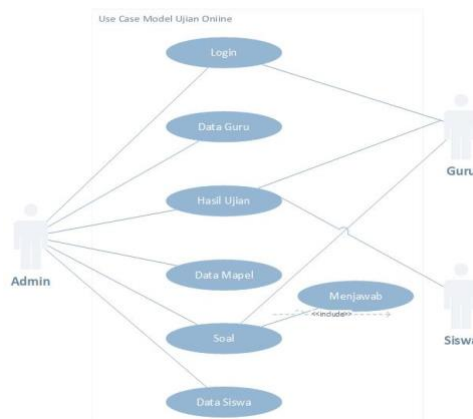 Use Case Model Ujian Online
Login
Data Guru
Guru
Hasil Ujian
Admin
Data Mapel
Menjawab
<<include>>
Soal
Siswa
Data Siswa